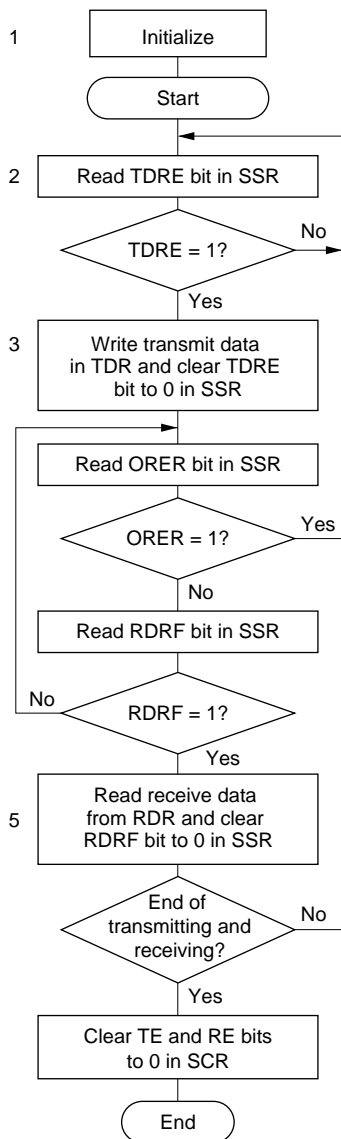 1
Initialize
Start
2
Read TDRE bit in SSR
TDRE = 1?
No
Yes
3
Write transmit data
in TDR and clear TDRE
bit to 0 in SSR
Read ORER bit in SSR
ORER = 1?
Yes
No
Read RDRF bit in SSR
No
RDRF = 1?
Yes
5
Read receive data
from RDR and clear
RDRF bit to 0 in SSR
End of
transmitting and
receiving?
No
Yes
Clear TE and RE bits
to 0 in SCR
End